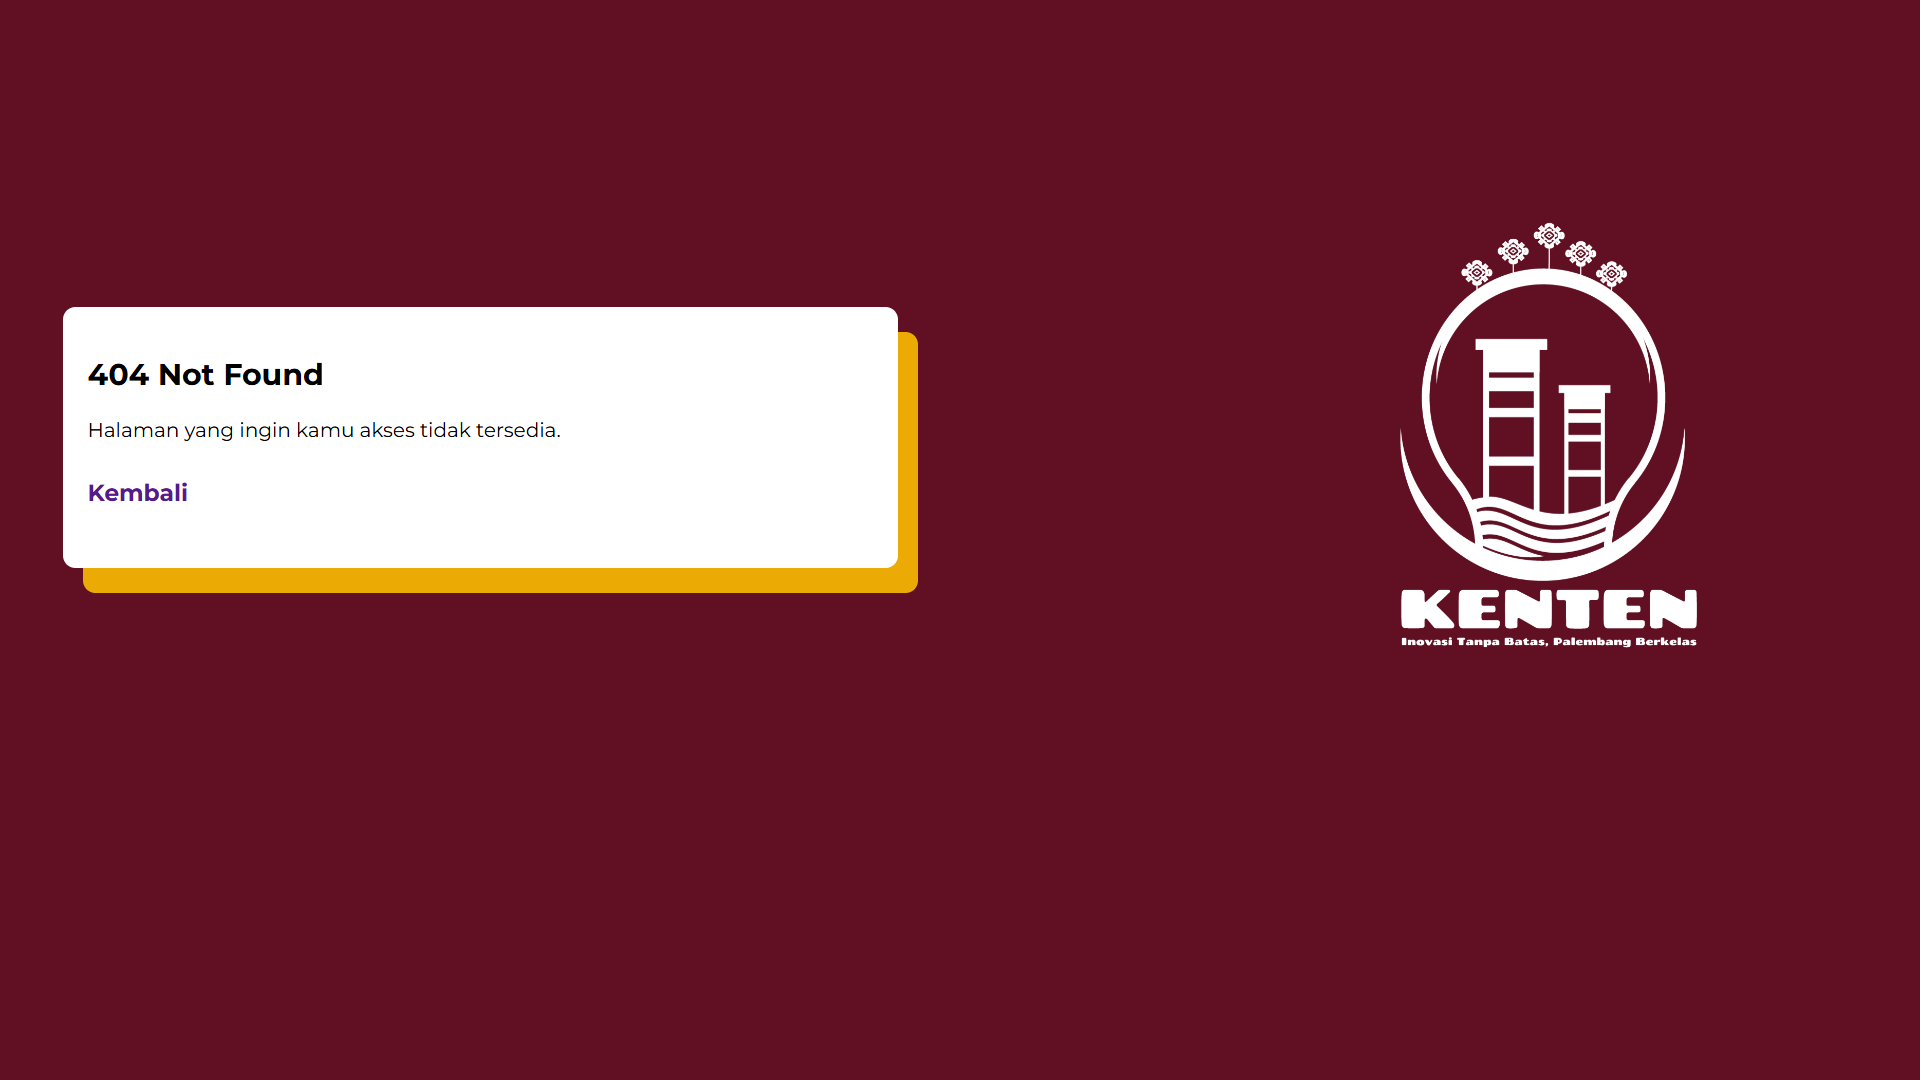 404 Not Found
Halaman yang ingin kamu akses tidak tersedia.
Kembali
KENTEN
Inovasi Tanpa Batas, Palembang Berkelas